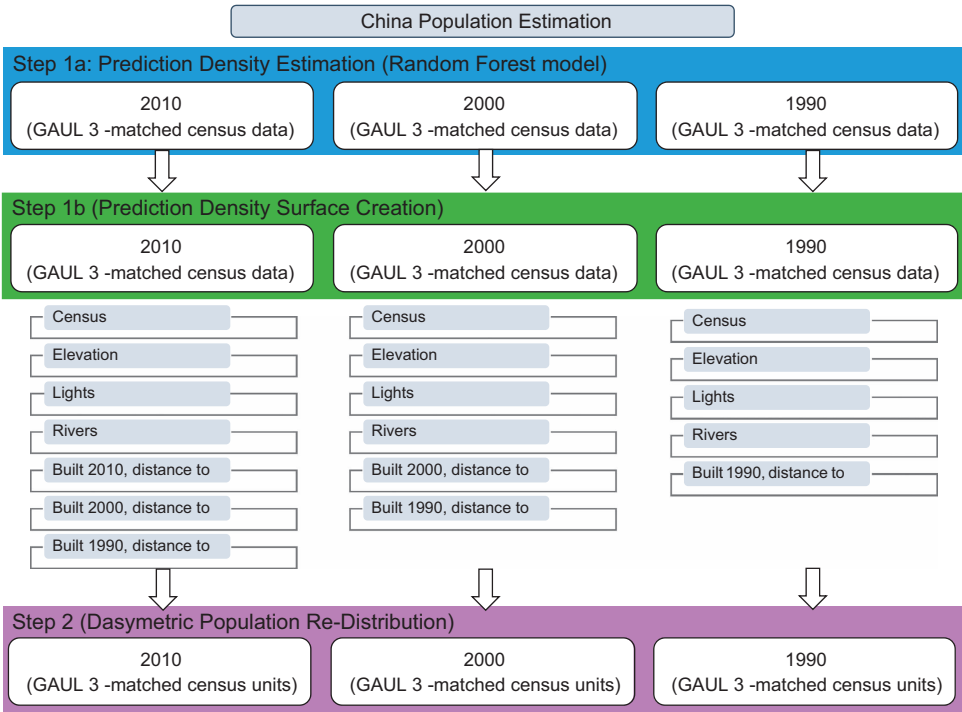 China Population Estimation
Step 1a: Prediction Density Estimation (Random Forest model)
2010
(GAUL 3 -matched census data)
2000
(GAUL 3 -matched census data)
1990
(GAUL 3 -matched census data)
Step 1b (Prediction Density Surface Creation)
2010
(GAUL 3 -matched census data)
2000
(GAUL 3 -matched census data)
1990
(GAUL 3 -matched census data)
Census
Elevation
Lights
Rivers
Built 2010, distance to
Built 2000, distance to
Built 1990, distance to
Census
Elevation
Lights
Rivers
Built 2000, distance to
Built 1990, distance to
Census
Elevation
Lights
Rivers
Built 1990, distance to
Step 2 (Dasymetric Population Re-Distribution)
2010
(GAUL 3 -matched census units)
2000
(GAUL 3 -matched census units)
1990
(GAUL 3 -matched census units)